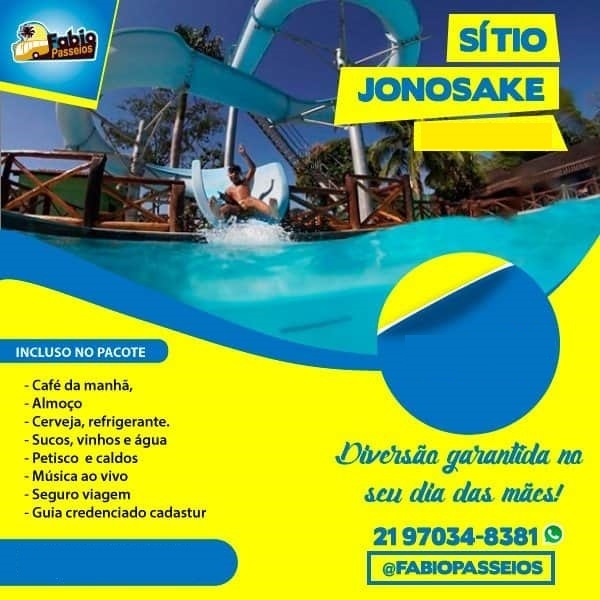 Fabio
Passeios
SÍTIO
JONOSAKE
INCLUSO NO PACOTE
- Café da manhã,
- Almoço
- Cerveja, refrigerante.
- Sucos, vinhos e água
- Petisco e caldos
- Música ao vivo
- Seguro viagem
- Guia credenciado cadastur
Diversão garantida no
seu dia das mães!
21 97034-8381
@FABIOPASSEIOS